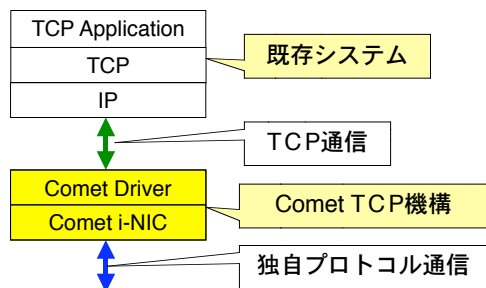 TCP Application
TCP
既存システム
IP
TCP通信
Comet Driver
Comet TCP機構
Comet i-NIC
独自プロトコル通信